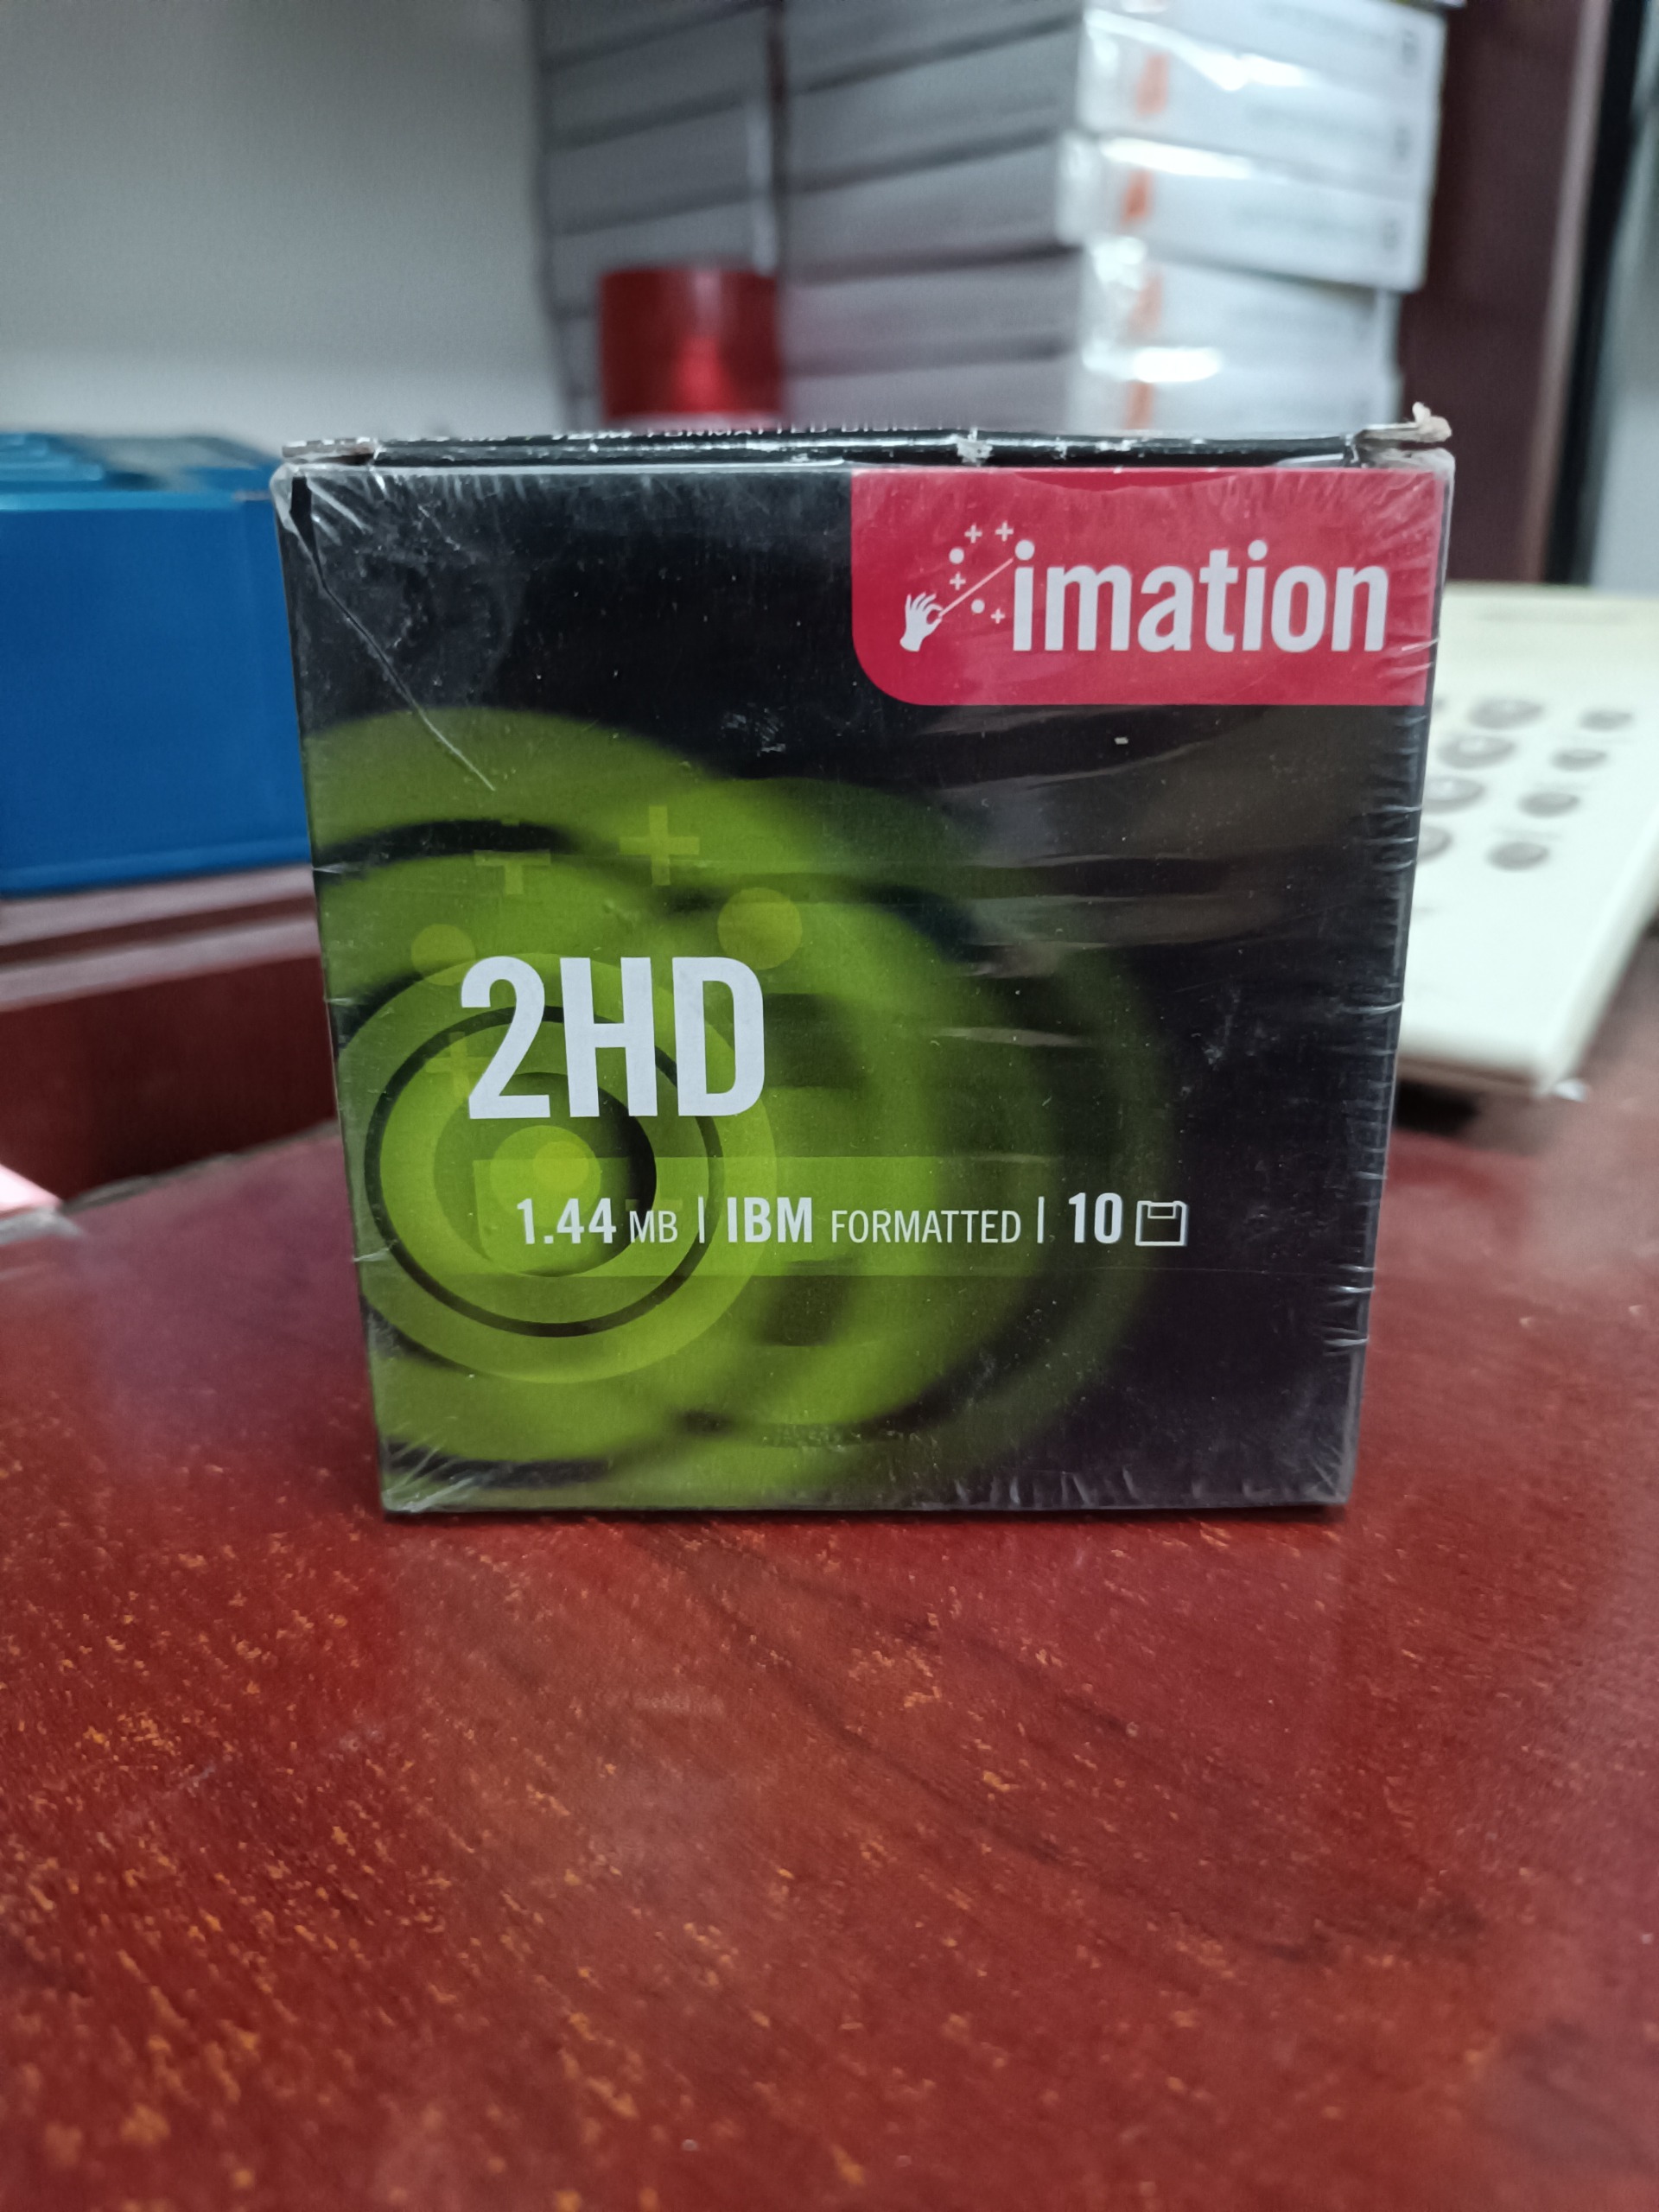 imation
2HD
1.44 MB | IBM FORMATTED | 10